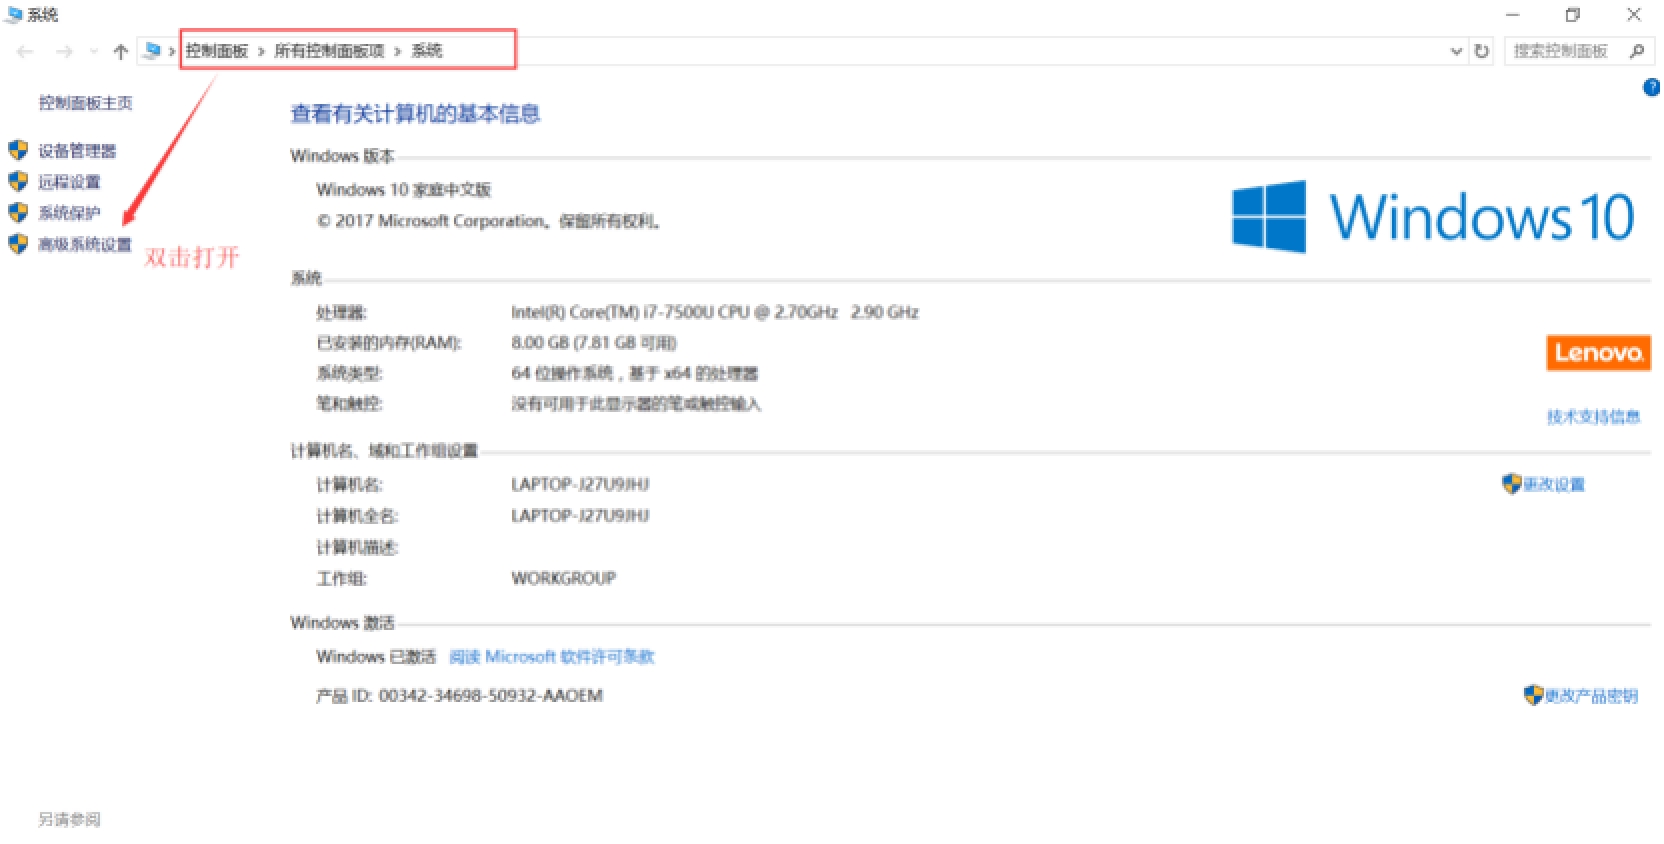 系统
控制面板 > 所有控制面板项 > 系统
搜索控制面板
控制面板主页
设备管理器
远程设置
系统保护
高级系统设置
双击打开
查看有关计算机的基本信息
Windows 版本
Windows 10 家庭中文版
© 2017 Microsoft Corporation。保留所有权利。
Windows 10
系统
处理器: Intel(R) Core(TM) i7-7500U CPU @ 2.70GHz 2.90 GHz
已安装的内存(RAM): 8.00 GB (7.81 GB 可用)
系统类型: 64 位操作系统，基于 x64 的处理器
笔和触控: 没有可用于此显示器的笔或触控输入
Lenovo
技术支持信息
计算机名、域和工作组设置
计算机名: LAPTOP-J27U9JHJ
更改设置
计算机全名: LAPTOP-J27U9JHJ
计算机描述:
工作组: WORKGROUP
Windows 激活
Windows 已激活 阅读 Microsoft 软件许可条款
产品 ID: 00342-34698-50932-AAOEM
更改产品密钥
另请参阅